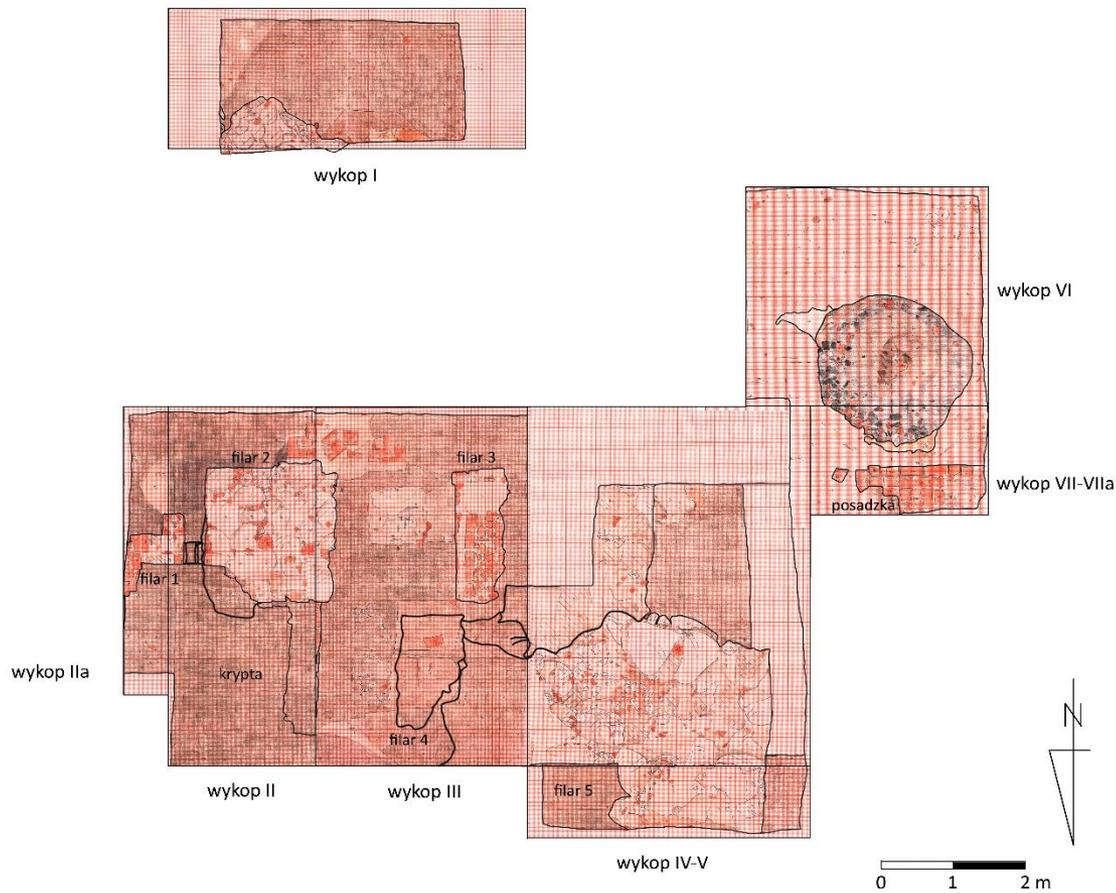 wykop I
wykop VI
filar 2
filar 3
wykop VII-VIIa
posadzka
filar 1
wykop IIa
krypta
filar 4
wykop II
wykop III
filar 5
N
wykop IV-V
0 1 2 m